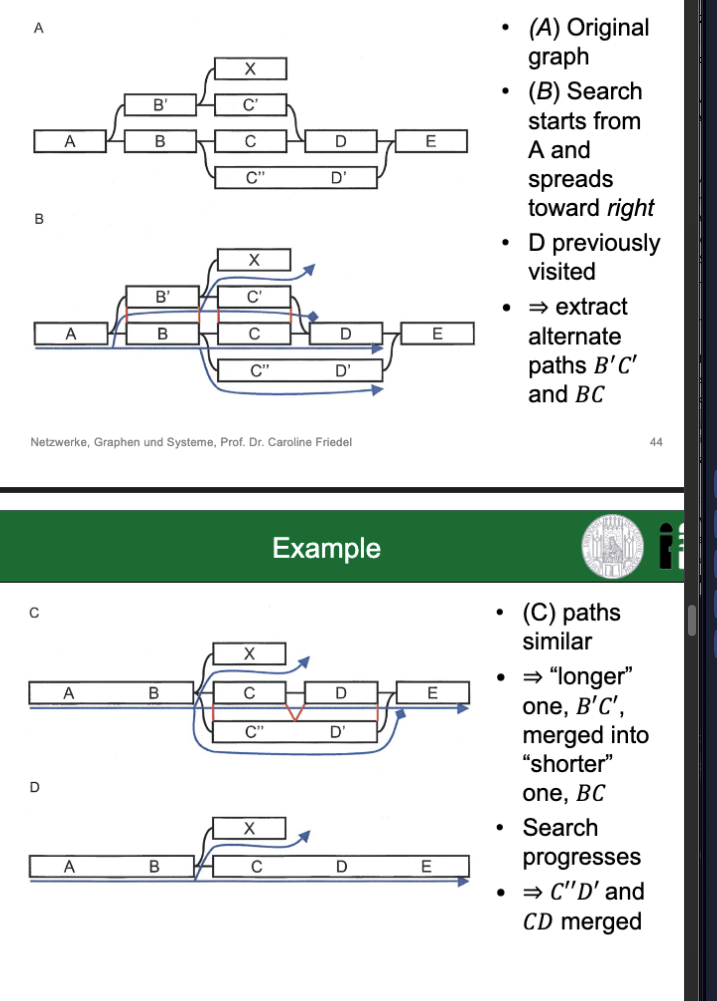 A
X
B' C'
A B C D E
C'' D'
B
X
B' C'
A B C D E
C'' D'
• (A) Original
graph
• (B) Search
starts from
A and
spreads
toward right
• D previously
visited
• ⇒ extract
alternate
paths B′C′
and BC
Netzwerke, Graphen und Systeme, Prof. Dr. Caroline Friedel
44
Example
C
X
A B C D E
C'' D'
D
X
A B C D E
• (C) paths
similar
• ⇒ “longer”
one, B′C′,
merged into
“shorter”
one, BC
• Search
progresses
• ⇒ C′′D′ and
CD merged